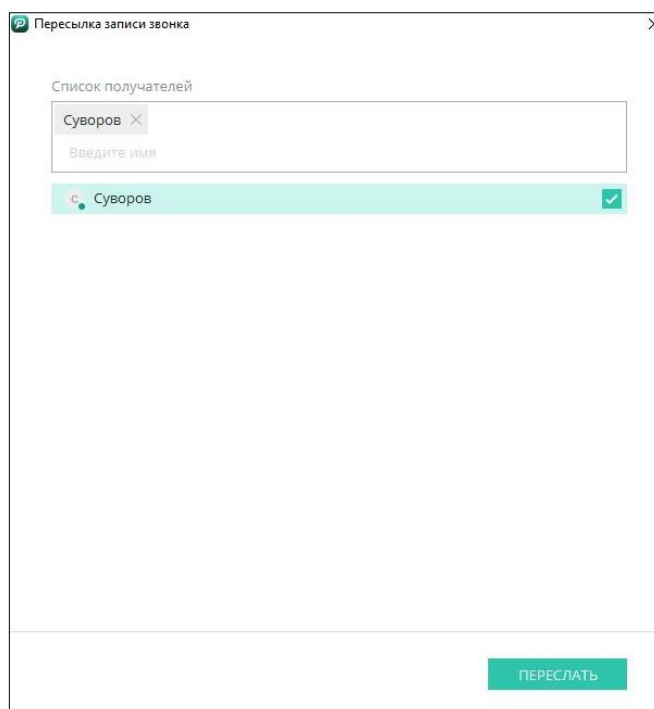 Пересылка записи звонка
Список получателей
Суворов
Введите имя
С Суворов
ПЕРЕСЛАТЬ